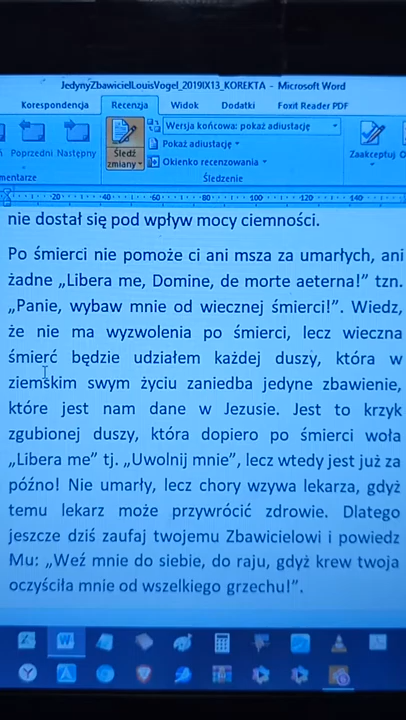 JedynyZbawicielLouisVogel_2019IX13_KOREKTA - Microsoft Word
Korespondencja Recenzja Widok Dodatki Foxit Reader PDF
Wersja końcowa: pokaż adiustację
Pokaż adiustację
Poprzedni Następny Śledź zmiany Okienko recenzowania Zaakceptuj O
mentarze Śledzenie
20 40 60 80 100 120 140
nie dostał się pod wpływ mocy ciemności.
Po śmierci nie pomoże ci ani msza za umarłych, ani
żadne „Libera me, Domine, de morte aeterna!” tzn.
„Panie, wybaw mnie od wiecznej śmierci!”. Wiedz,
że nie ma wyzwolenia po śmierci, lecz wieczna
śmierć będzie udziałem każdej duszy, która w
ziemskim swym życiu zaniedba jedyne zbawienie,
które jest nam dane w Jezusie. Jest to krzyk
zgubionej duszy, która dopiero po śmierci woła
„Libera me” tj. „Uwolnij mnie”, lecz wtedy jest już za
późno! Nie umarły, lecz chory wzywa lekarza, gdyż
temu lekarz może przywrócić zdrowie. Dlatego
jeszcze dziś zaufaj twojemu Zbawicielowi i powiedz
Mu: „Weź mnie do siebie, do raju, gdyż krew twoja
oczyściła mnie od wszelkiego grzechu!”.